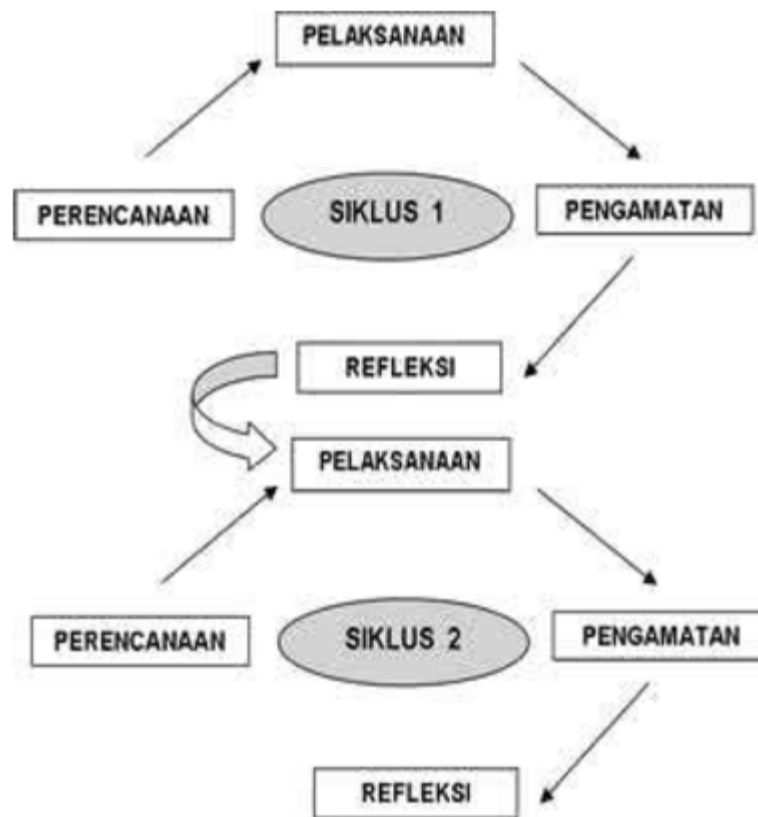 PELAKSANAAN
PERENCANAAN
SIKLUS 1
PENGAMATAN
REFLEKSI
PELAKSANAAN
PERENCANAAN
SIKLUS 2
PENGAMATAN
REFLEKSI